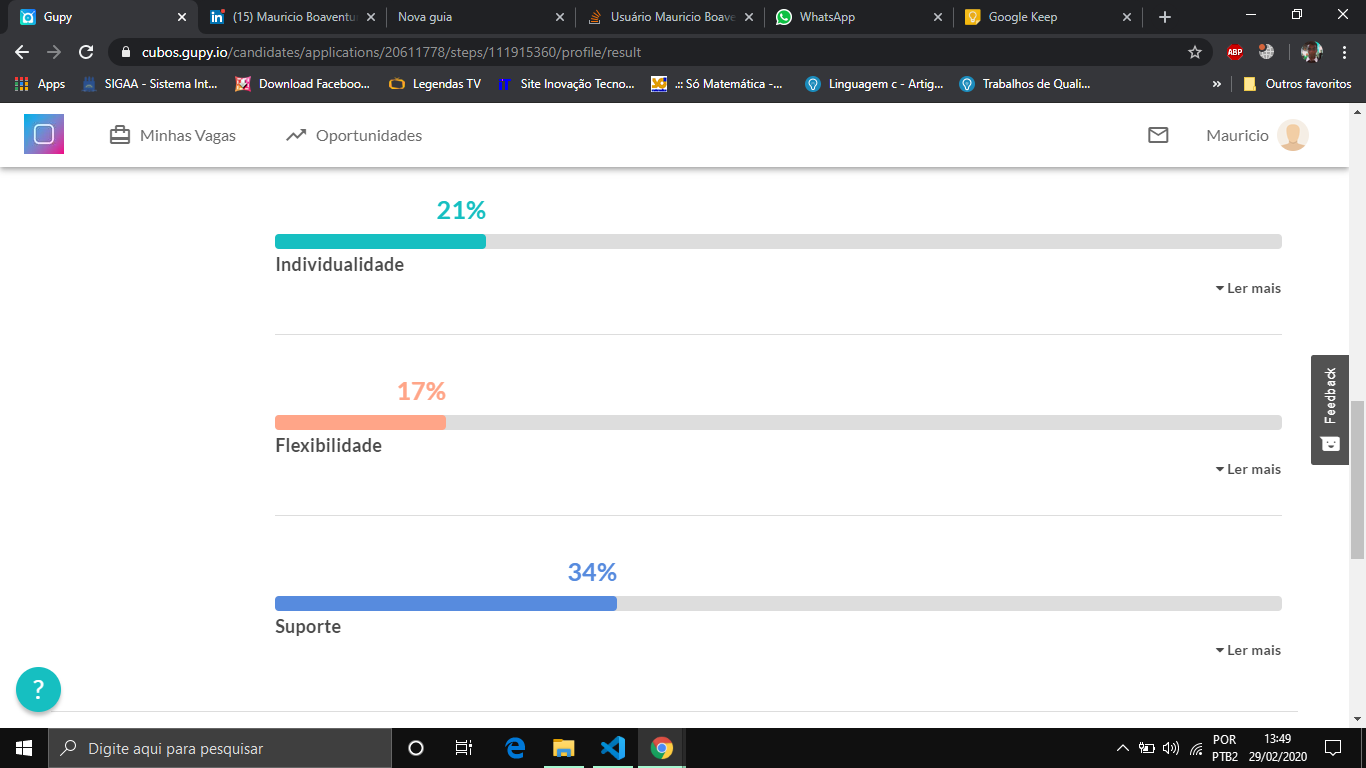 Gupy
(15) Mauricio Boaventu
Nova guia
Usuário Mauricio Boave
WhatsApp
Google Keep
cubos.gupy.io/candidates/applications/20611778/steps/111915360/profile/result
ABP
Apps
SIGAA - Sistema Int...
Download Faceboo...
Legendas TV
iT Site Inovação Tecno...
.:: Só Matemática -...
Linguagem c - Artig...
Trabalhos de Quali...
»
Outros favoritos
Minhas Vagas
Oportunidades
Mauricio
21%
Individualidade
Ler mais
17%
Flexibilidade
Ler mais
Feedback
34%
Suporte
Ler mais
?
Digite aqui para pesquisar
POR
PTB2
13:49
29/02/2020